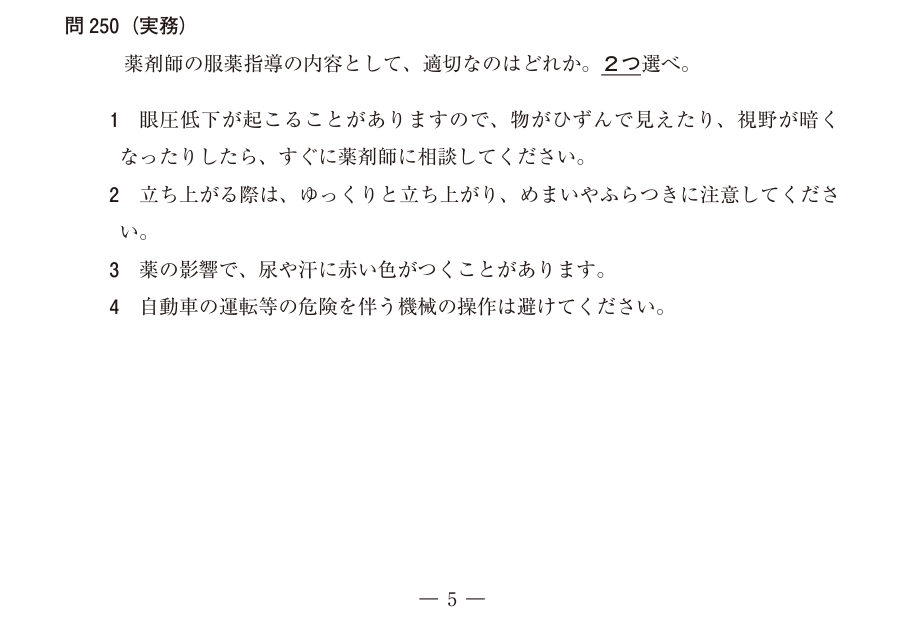 問 250（実務）
薬剤師の服薬指導の内容として、適切なのはどれか。２つ選べ。
1　眼圧低下が起こることがありますので、物がひずんで見えたり、視野が暗く
なったりしたら、すぐに薬剤師に相談してください。
2　立ち上がる際は、ゆっくりと立ち上がり、めまいやふらつきに注意してくださ
い。
3　薬の影響で、尿や汗に赤い色がつくことがあります。
4　自動車の運転等の危険を伴う機械の操作は避けてください。
— 5 —